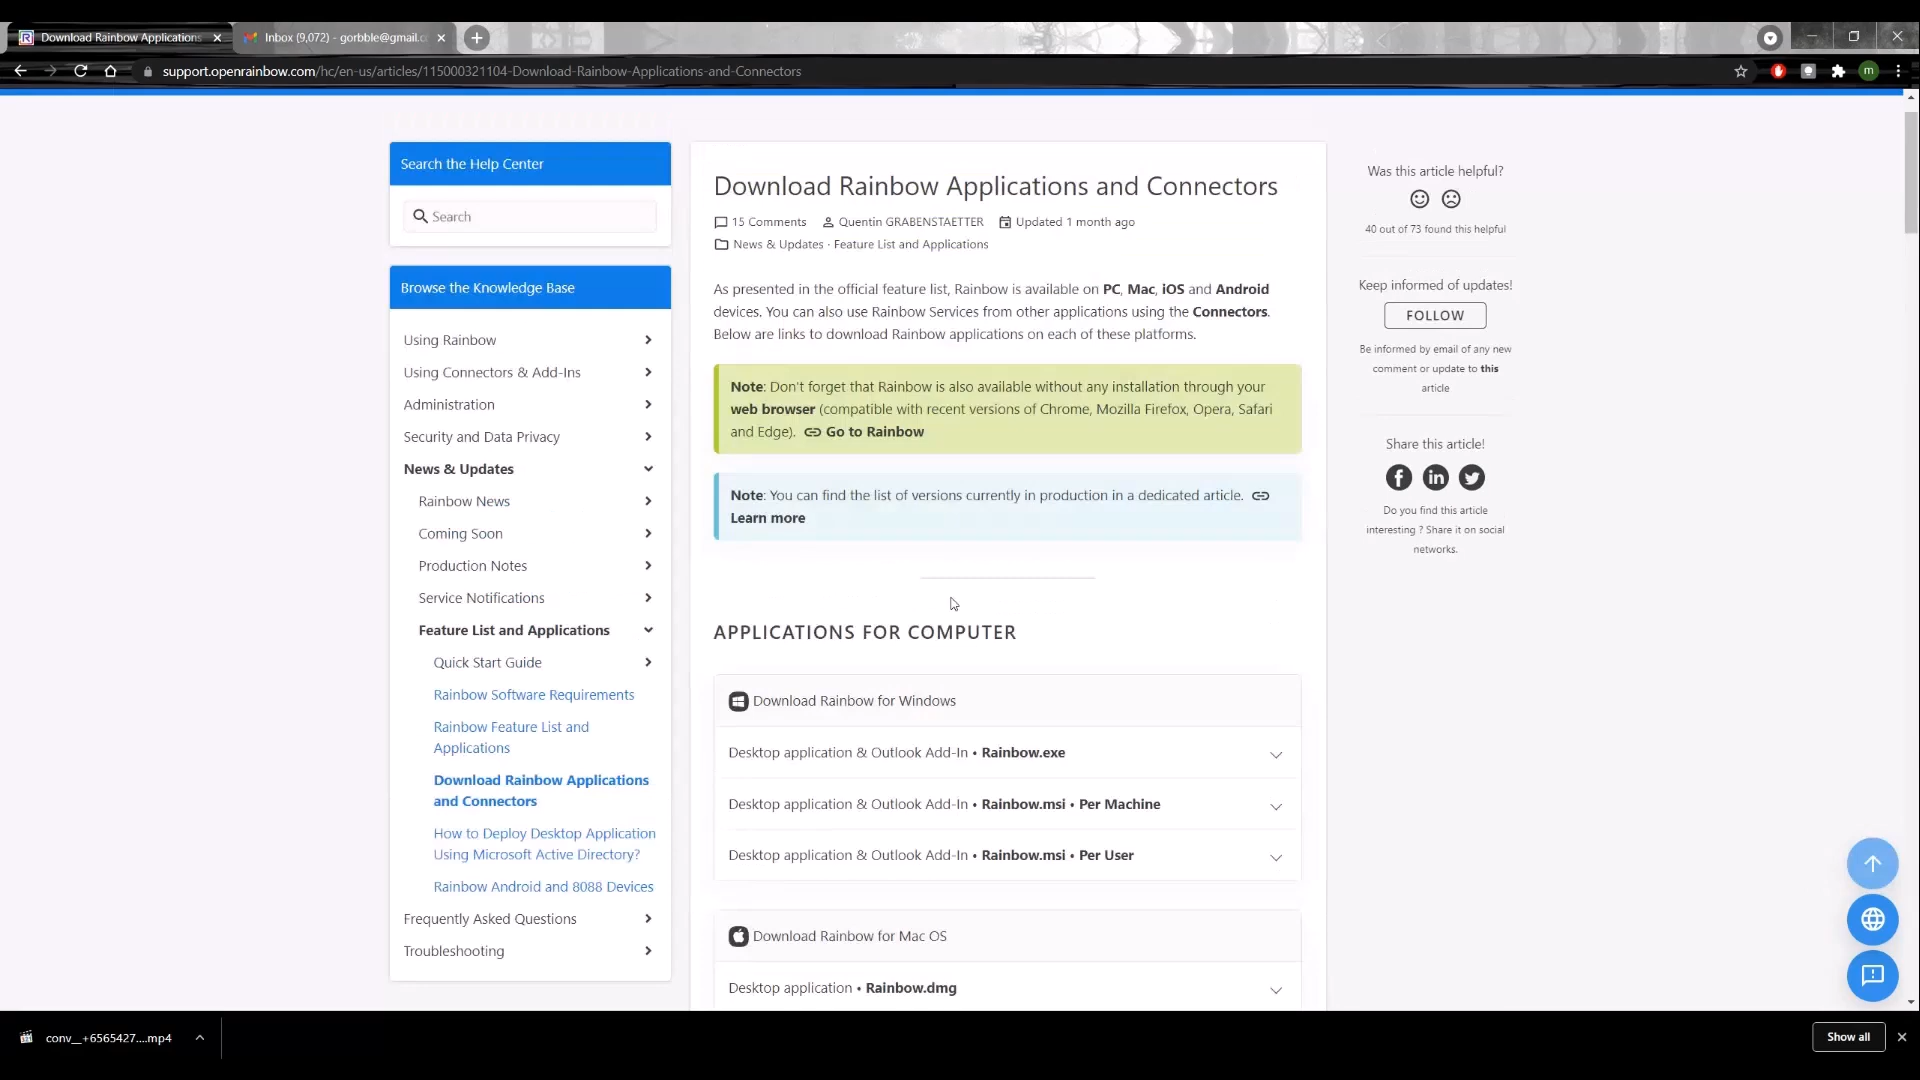 Download Rainbow Applications
Inbox (9,072) - gorbble@gmail.c
support.openrainbow.com/hc/en-us/articles/115000321104-Download-Rainbow-Applications-and-Connectors
m
Search the Help Center
Search
Browse the Knowledge Base
Using Rainbow
Using Connectors & Add-Ins
Administration
Security and Data Privacy
News & Updates
Rainbow News
Coming Soon
Production Notes
Service Notifications
Feature List and Applications
Quick Start Guide
Rainbow Software Requirements
Rainbow Feature List and
Applications
Download Rainbow Applications
and Connectors
How to Deploy Desktop Application
Using Microsoft Active Directory?
Rainbow Android and 8088 Devices
Frequently Asked Questions
Troubleshooting
Download Rainbow Applications and Connectors
15 Comments Quentin GRABENSTAETTER Updated 1 month ago
News & Updates · Feature List and Applications
As presented in the official feature list, Rainbow is available on PC, Mac, iOS and Android
devices. You can also use Rainbow Services from other applications using the Connectors.
Below are links to download Rainbow applications on each of these platforms.
Note: Don't forget that Rainbow is also available without any installation through your
web browser (compatible with recent versions of Chrome, Mozilla Firefox, Opera, Safari
and Edge). Go to Rainbow
Note: You can find the list of versions currently in production in a dedicated article.
Learn more
APPLICATIONS FOR COMPUTER
Download Rainbow for Windows
Desktop application & Outlook Add-In • Rainbow.exe
Desktop application & Outlook Add-In • Rainbow.msi • Per Machine
Desktop application & Outlook Add-In • Rainbow.msi • Per User
Download Rainbow for Mac OS
Desktop application • Rainbow.dmg
Was this article helpful?
40 out of 73 found this helpful
Keep informed of updates!
FOLLOW
Be informed by email of any new
comment or update to this
article
Share this article!
Do you find this article
interesting ? Share it on social
networks.
conv__+6565427....mp4
Show all